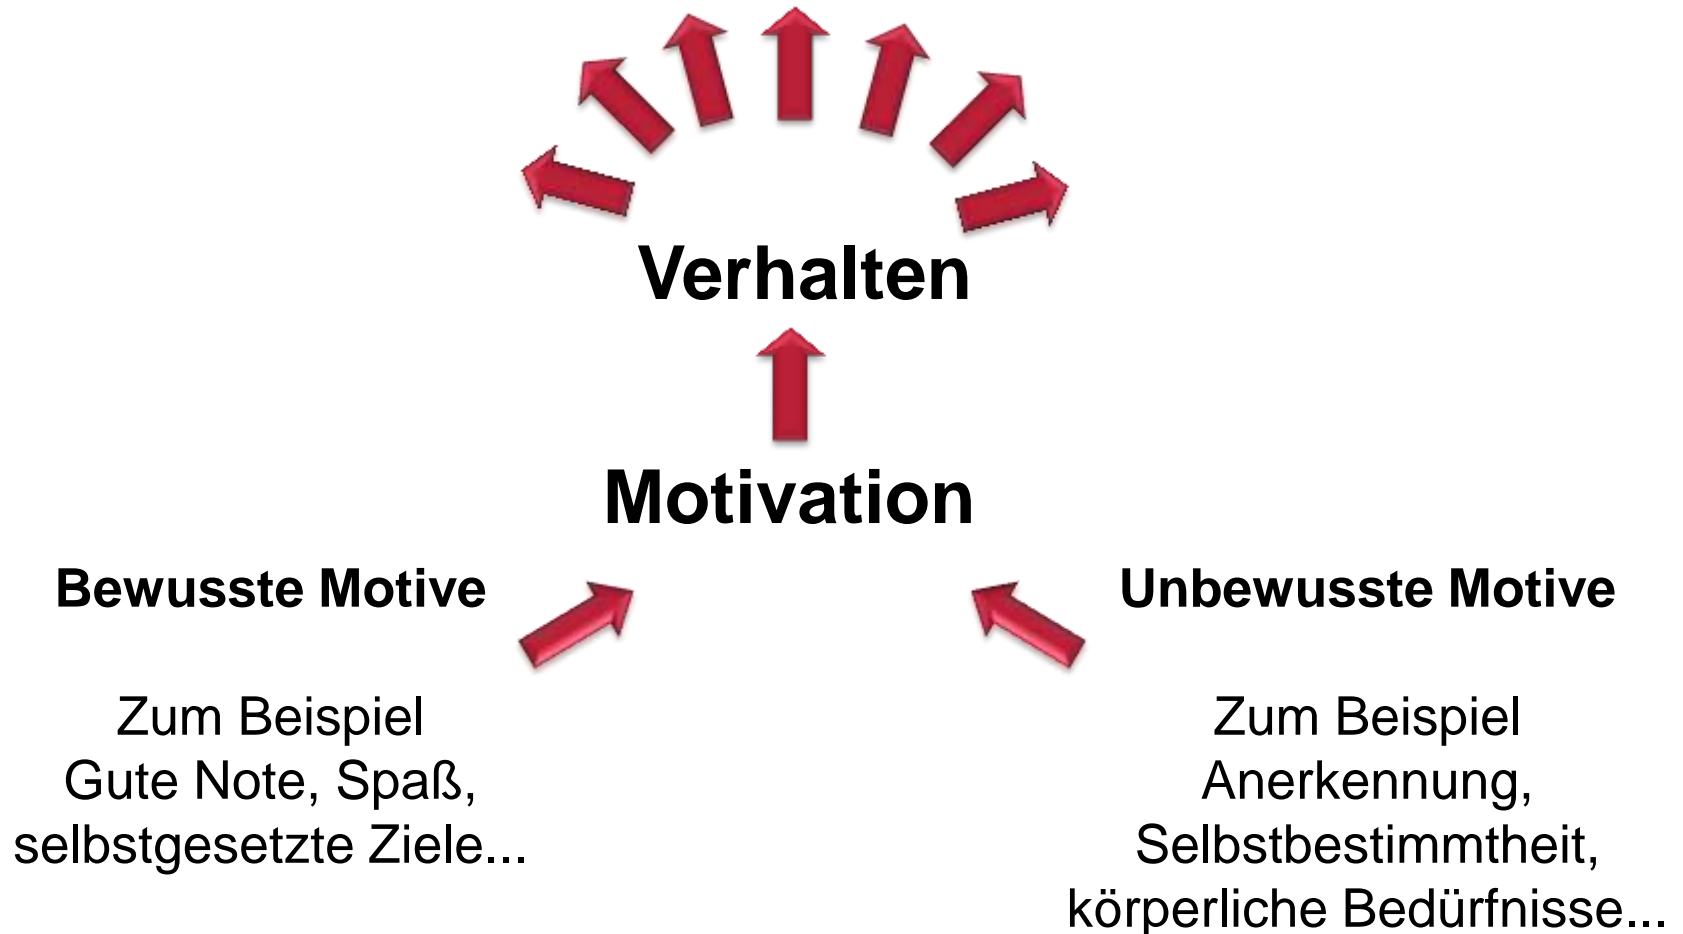 Verhalten
Motivation
Bewusste Motive
Zum Beispiel
Gute Note, Spaß,
selbstgesetzte Ziele...
Unbewusste Motive
Zum Beispiel
Anerkennung,
Selbstbestimmtheit,
körperliche Bedürfnisse...